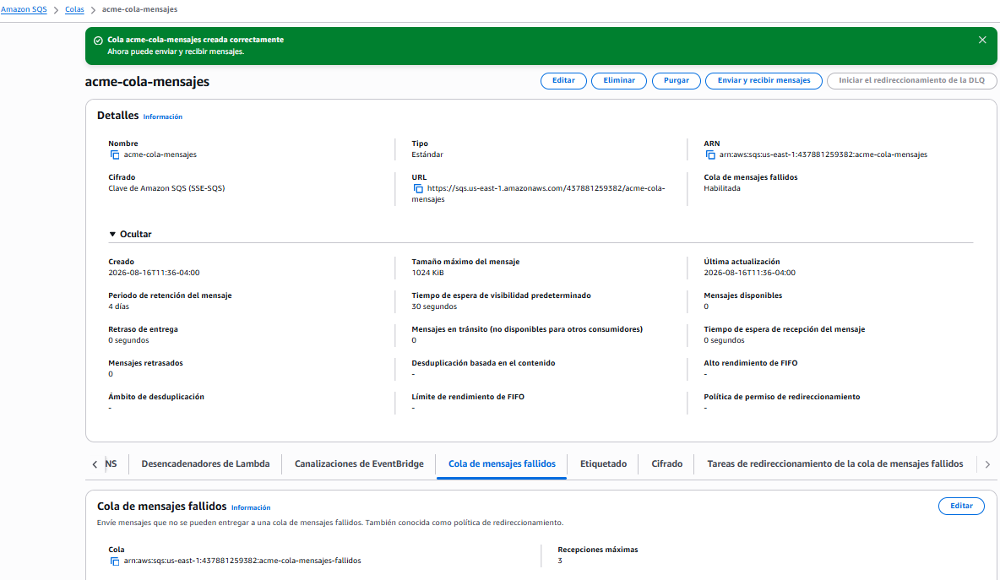 Amazon SQS > Colas > acme-cola-mensajes
Cola acme-cola-mensajes creada correctamente
Ahora puede enviar y recibir mensajes.
acme-cola-mensajes
Editar
Eliminar
Purgar
Enviar y recibir mensajes
Iniciar el redireccionamiento de la DLQ
Detalles Información
Nombre
acme-cola-mensajes
Tipo
Estándar
ARN
arn:aws:sqs:us-east-1:437881259382:acme-cola-mensajes
Cifrado
Clave de Amazon SQS (SSE-SQS)
URL
https://sqs.us-east-1.amazonaws.com/437881259382/acme-cola-
mensajes
Cola de mensajes fallidos
Habilitada
Ocultar
Creado
2026-08-16T11:36-04:00
Tamaño máximo del mensaje
1024 KiB
Última actualización
2026-08-16T11:36-04:00
Periodo de retención del mensaje
4 días
Tiempo de espera de visibilidad predeterminado
30 segundos
Mensajes disponibles
0
Retraso de entrega
0 segundos
Mensajes en tránsito (no disponibles para otros consumidores)
0
Tiempo de espera de recepción del mensaje
0 segundos
Mensajes retrasados
0
Desduplicación basada en el contenido
-
Alto rendimiento de FIFO
-
Ámbito de desduplicación
-
Límite de rendimiento de FIFO
-
Política de permiso de redireccionamiento
-
NS
Desencadenadores de Lambda
Canalizaciones de EventBridge
Cola de mensajes fallidos
Etiquetado
Cifrado
Tareas de redireccionamiento de la cola de mensajes fallidos
Cola de mensajes fallidos Información
Editar
Envíe mensajes que no se pueden entregar a una cola de mensajes fallidos. También conocida como política de redireccionamiento.
Cola
arn:aws:sqs:us-east-1:437881259382:acme-cola-mensajes-fallidos
Recepciones máximas
3